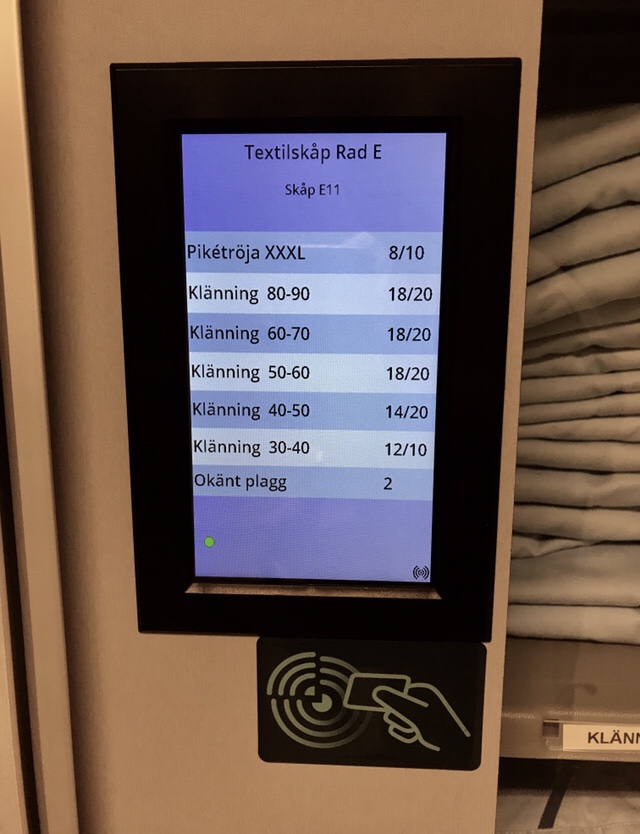 Textilskåp Rad E
Skåp E11
Pikétröja XXXL 8/10
Klänning 80-90 18/20
Klänning 60-70 18/20
Klänning 50-60 18/20
Klänning 40-50 14/20
Klänning 30-40 12/10
Okänt plagg 2